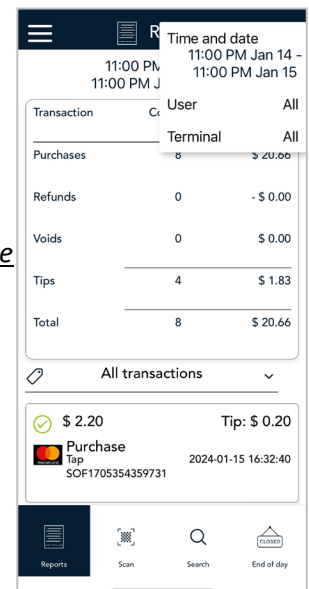 R
Time and date
11:00 PM Jan 14 -
11:00 PM Jan 15
User All
Terminal All
11:00 PM
11:00 PM J
Transaction Co
Purchases 8 $ 20.66
Refunds 0 - $ 0.00
Voids 0 $ 0.00
e
Tips 4 $ 1.83
Total 8 $ 20.66
All transactions
$ 2.20 Tip: $ 0.20
Purchase
Tap 2024-01-15 16:32:40
SOF1705354359731
CLOSED
Reports Scan Search End of day